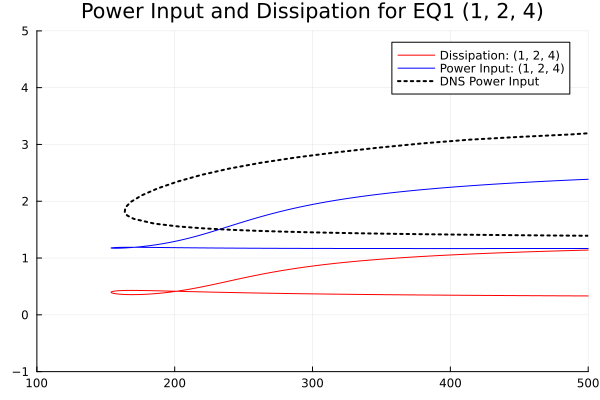 Power Input and Dissipation for EQ1 (1, 2, 4)
Dissipation: (1, 2, 4)
Power Input: (1, 2, 4)
DNS Power Input
5
4
3
2
1
0
−1
100 200 300 400 500